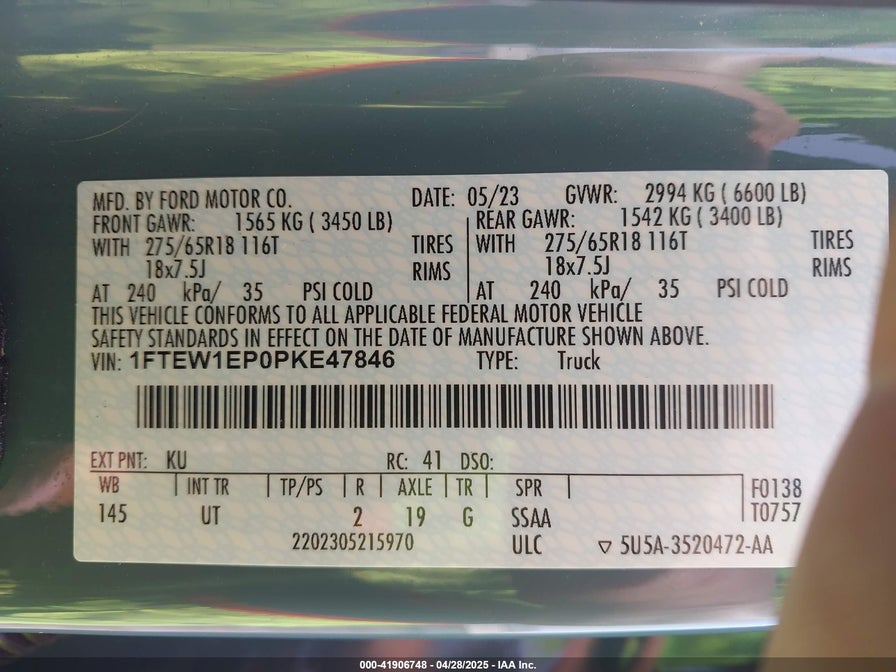 MFD. BY FORD MOTOR CO. DATE: 05/23 GVWR: 2994 KG ( 6600 LB)
FRONT GAWR: 1565 KG ( 3450 LB) REAR GAWR: 1542 KG ( 3400 LB)
WITH 275/65R18 116T TIRES WITH 275/65R18 116T TIRES
18x7.5J RIMS 18x7.5J RIMS
AT 240 kPa/ 35 PSI COLD AT 240 kPa/ 35 PSI COLD
THIS VEHICLE CONFORMS TO ALL APPLICABLE FEDERAL MOTOR VEHICLE
SAFETY STANDARDS IN EFFECT ON THE DATE OF MANUFACTURE SHOWN ABOVE.
VIN: 1FTEW1EP0PKE47846 TYPE: Truck
EXT PNT: KU RC: 41 DSO:
WB INT TR TP/PS R AXLE TR SPR F0138
145 UT 2 19 G SSAA T0757
2202305215970 ULC ▽ 5U5A-3520472-AA
000-41906748 - 04/28/2025 - IAA Inc.